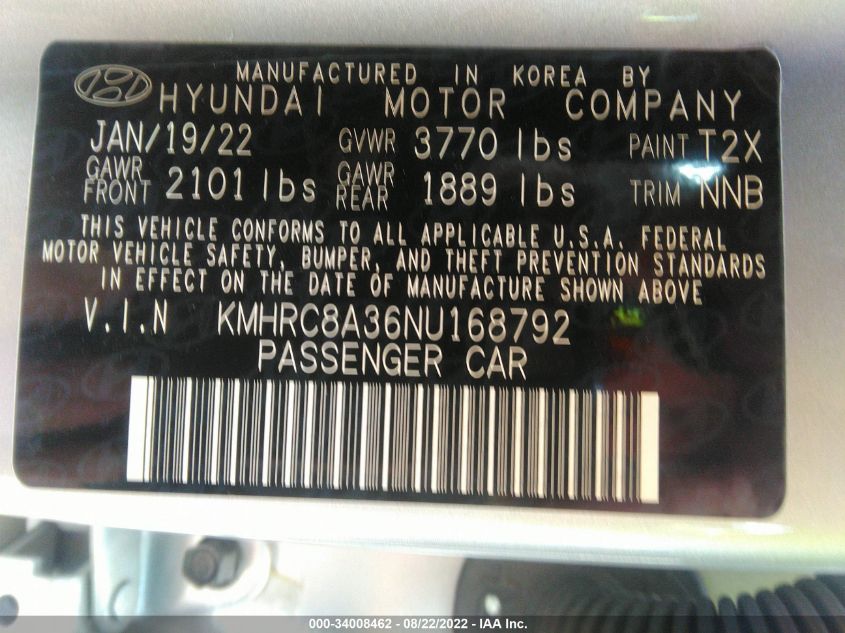 MANUFACTURED IN KOREA BY
HYUNDAI MOTOR COMPANY
JAN/19/22 GVWR 3770 lbs PAINT T2X
GAWR FRONT 2101 lbs GAWR REAR 1889 lbs TRIM NNB
THIS VEHICLE CONFORMS TO ALL APPLICABLE U.S.A. FEDERAL
MOTOR VEHICLE SAFETY, BUMPER, AND THEFT PREVENTION STANDARDS
IN EFFECT ON THE DATE OF MANUFACTURE SHOWN ABOVE
V.I.N KMHRC8A36NU168792
PASSENGER CAR
000-34008462 - 08/22/2022 - IAA Inc.